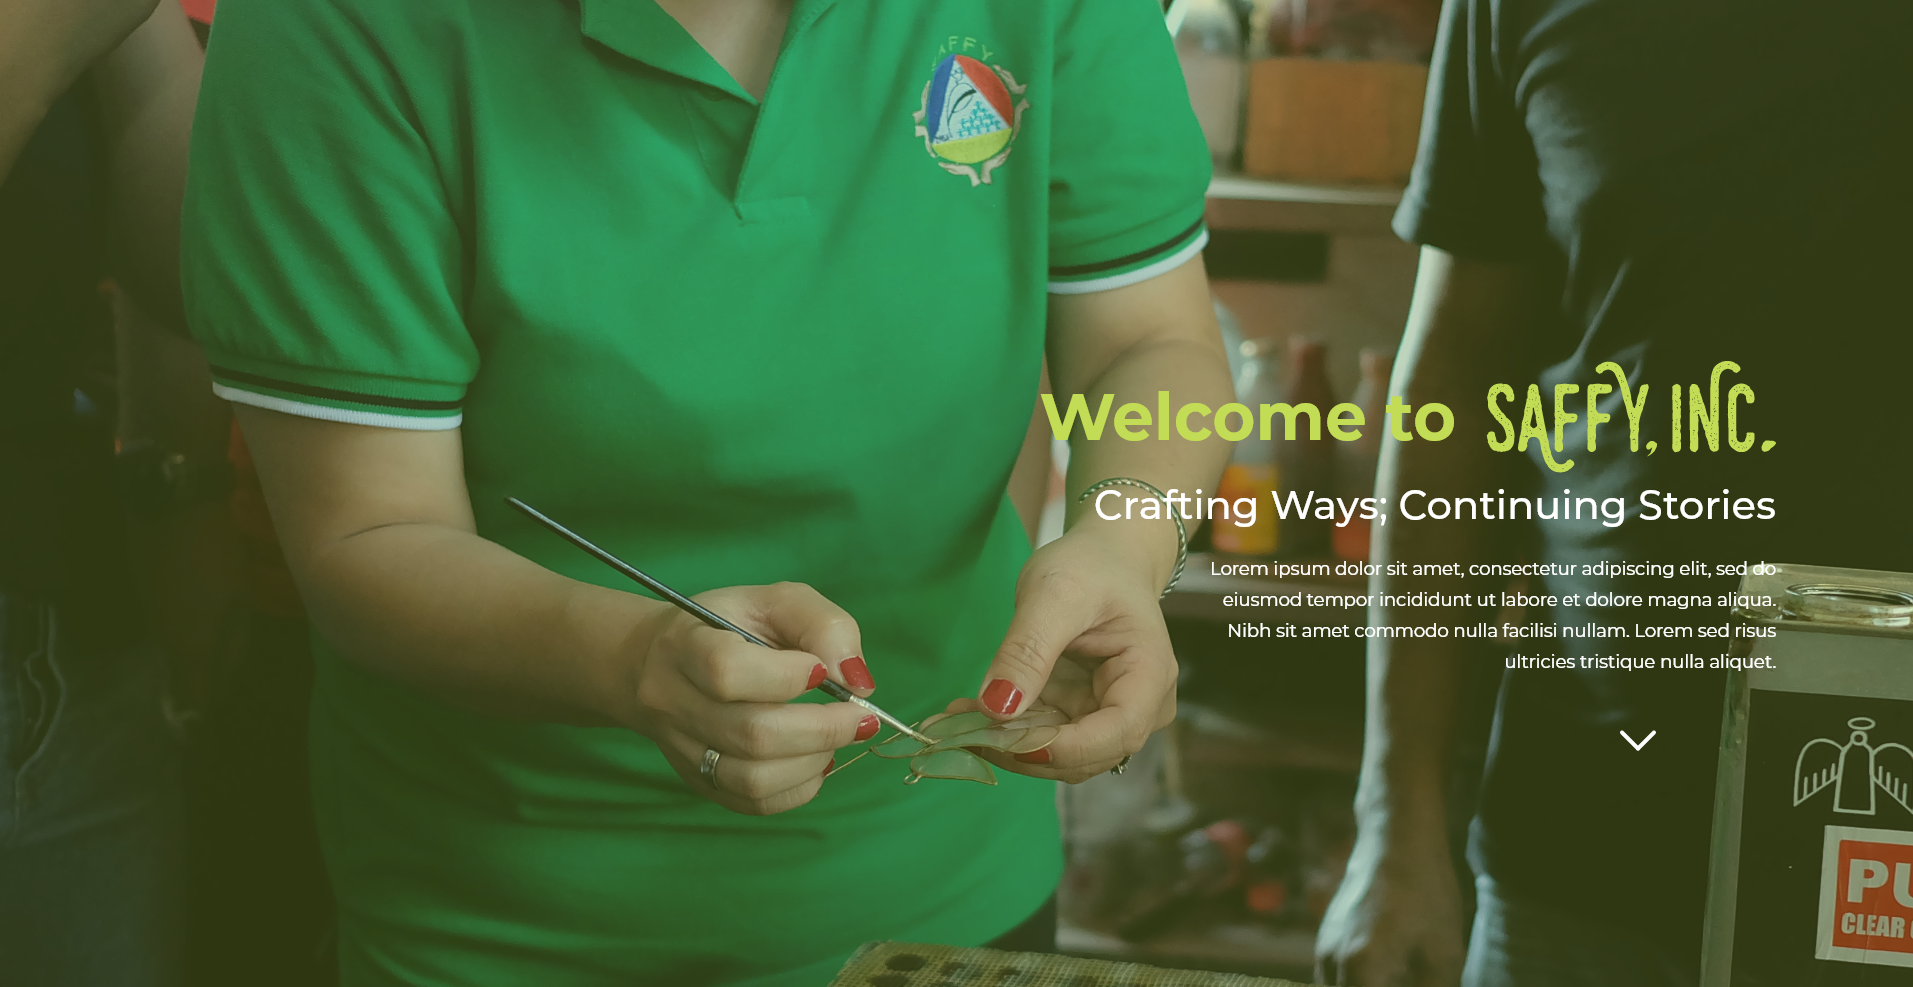 SAFFY
Welcome to SAFFY, INC.
Crafting Ways; Continuing Stories
Lorem ipsum dolor sit amet, consectetur adipiscing elit, sed do
eiusmod tempor incididunt ut labore et dolore magna aliqua.
Nibh sit amet commodo nulla facilisi nullam. Lorem sed risus
ultricies tristique nulla aliquet.
PU
CLEAR